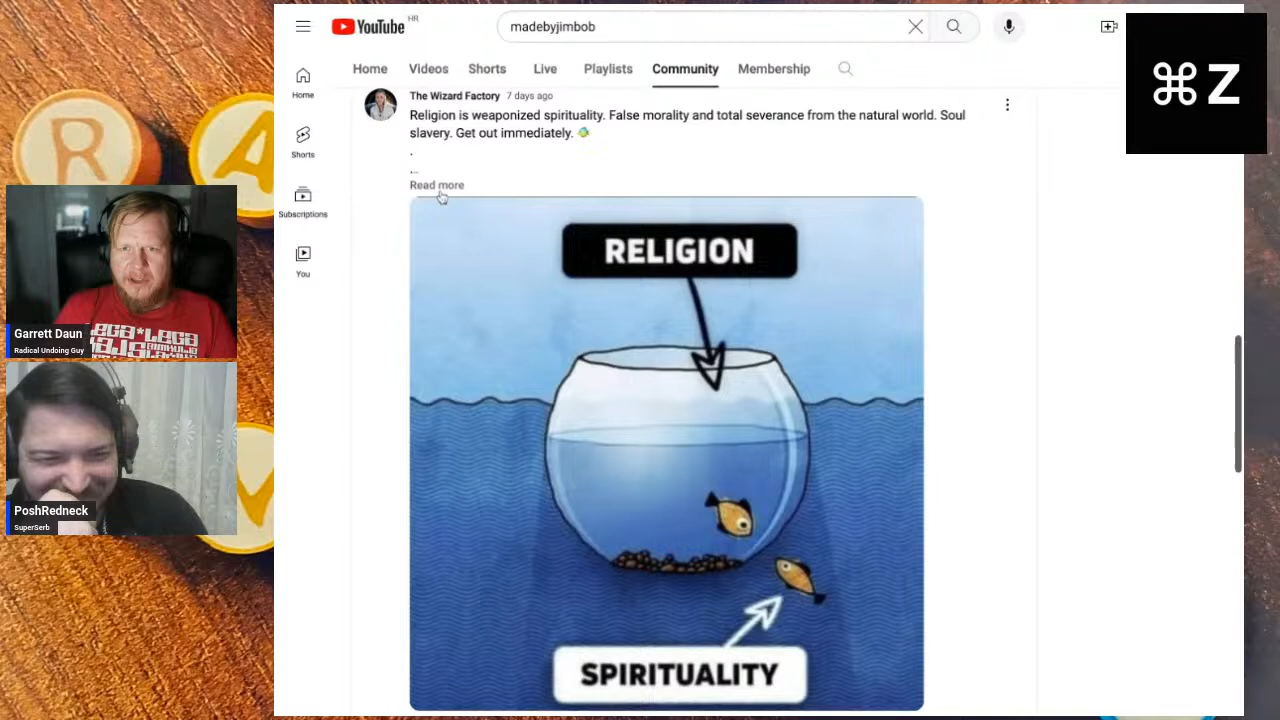 YouTube HR
madebyjimbob
⌘Z
Home Videos Shorts Live Playlists Community Membership
Home
Shorts
Subscriptions
You
The Wizard Factory 7 days ago
Religion is weaponized spirituality. False morality and total severance from the natural world. Soul
slavery. Get out immediately.
.
Read more
RELIGION
SPIRITUALITY
R
A
Garrett Daun
Radical Undoing Guy
PoshRedneck
SuperSerb